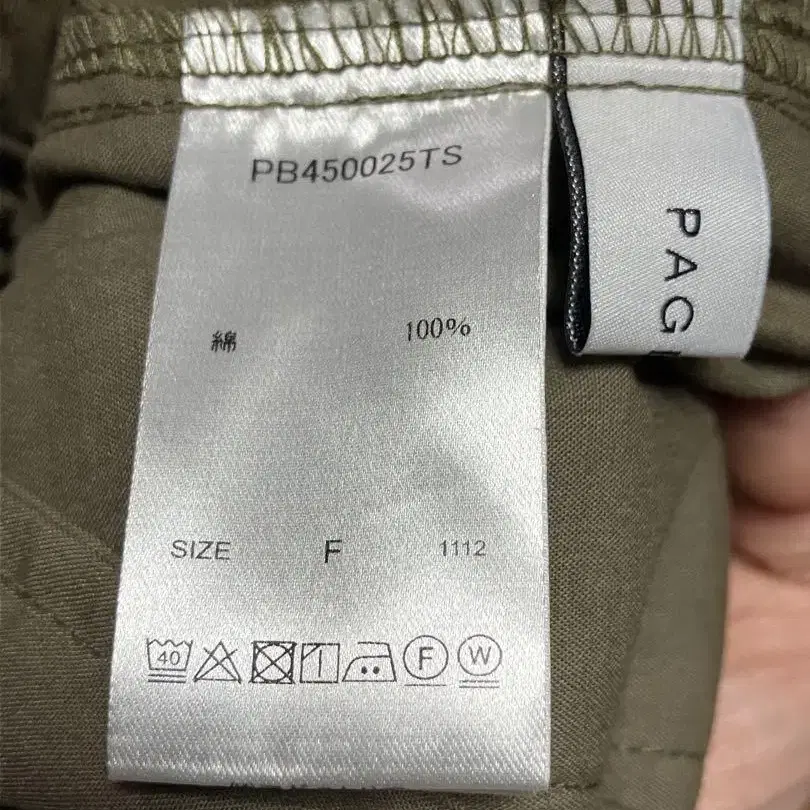 PB450025TS
綿 100%
SIZE F 1112
40
F
W
PAG